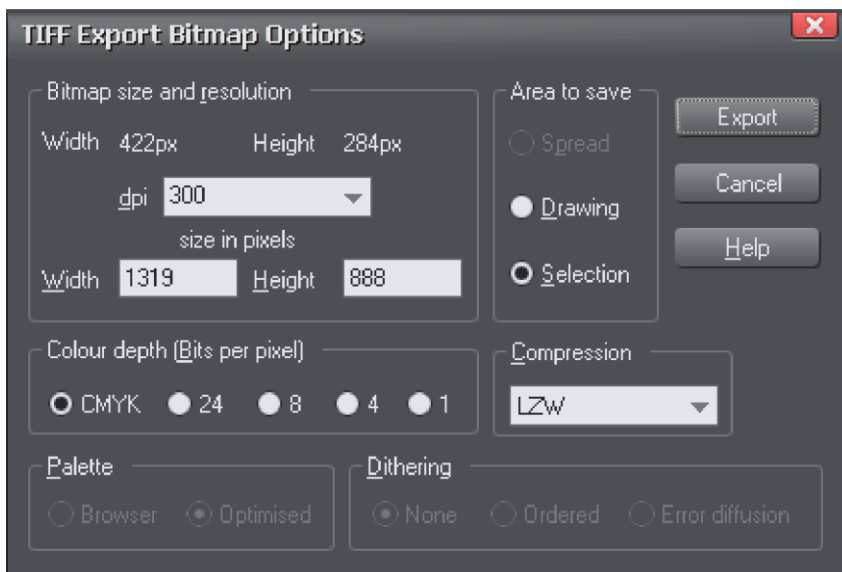 TIFF Export Bitmap Options
Bitmap size and resolution
Width 422px Height 284px
dpi 300
size in pixels
Width 1319 Height 888
Area to save
Spread
Drawing
Selection
Export
Cancel
Help
Colour depth (Bits per pixel)
CMYK 24 8 4 1
Compression
LZW
Palette
Browser Optimised
Dithering
None Ordered Error diffusion